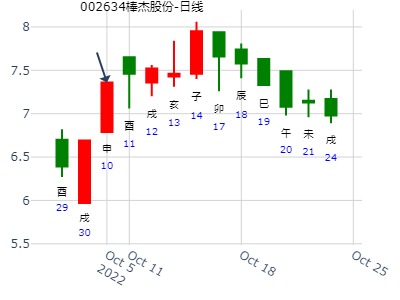 002634棒杰股份-日线
8
7.5
7
6.5
6
5.5
酉
29
戌
30
申
10
酉
11
戌
12
亥
13
子
14
卯
17
辰
18
巳
19
午
20
未
21
戌
24
Oct 5
2022
Oct 11
Oct 18
Oct 25